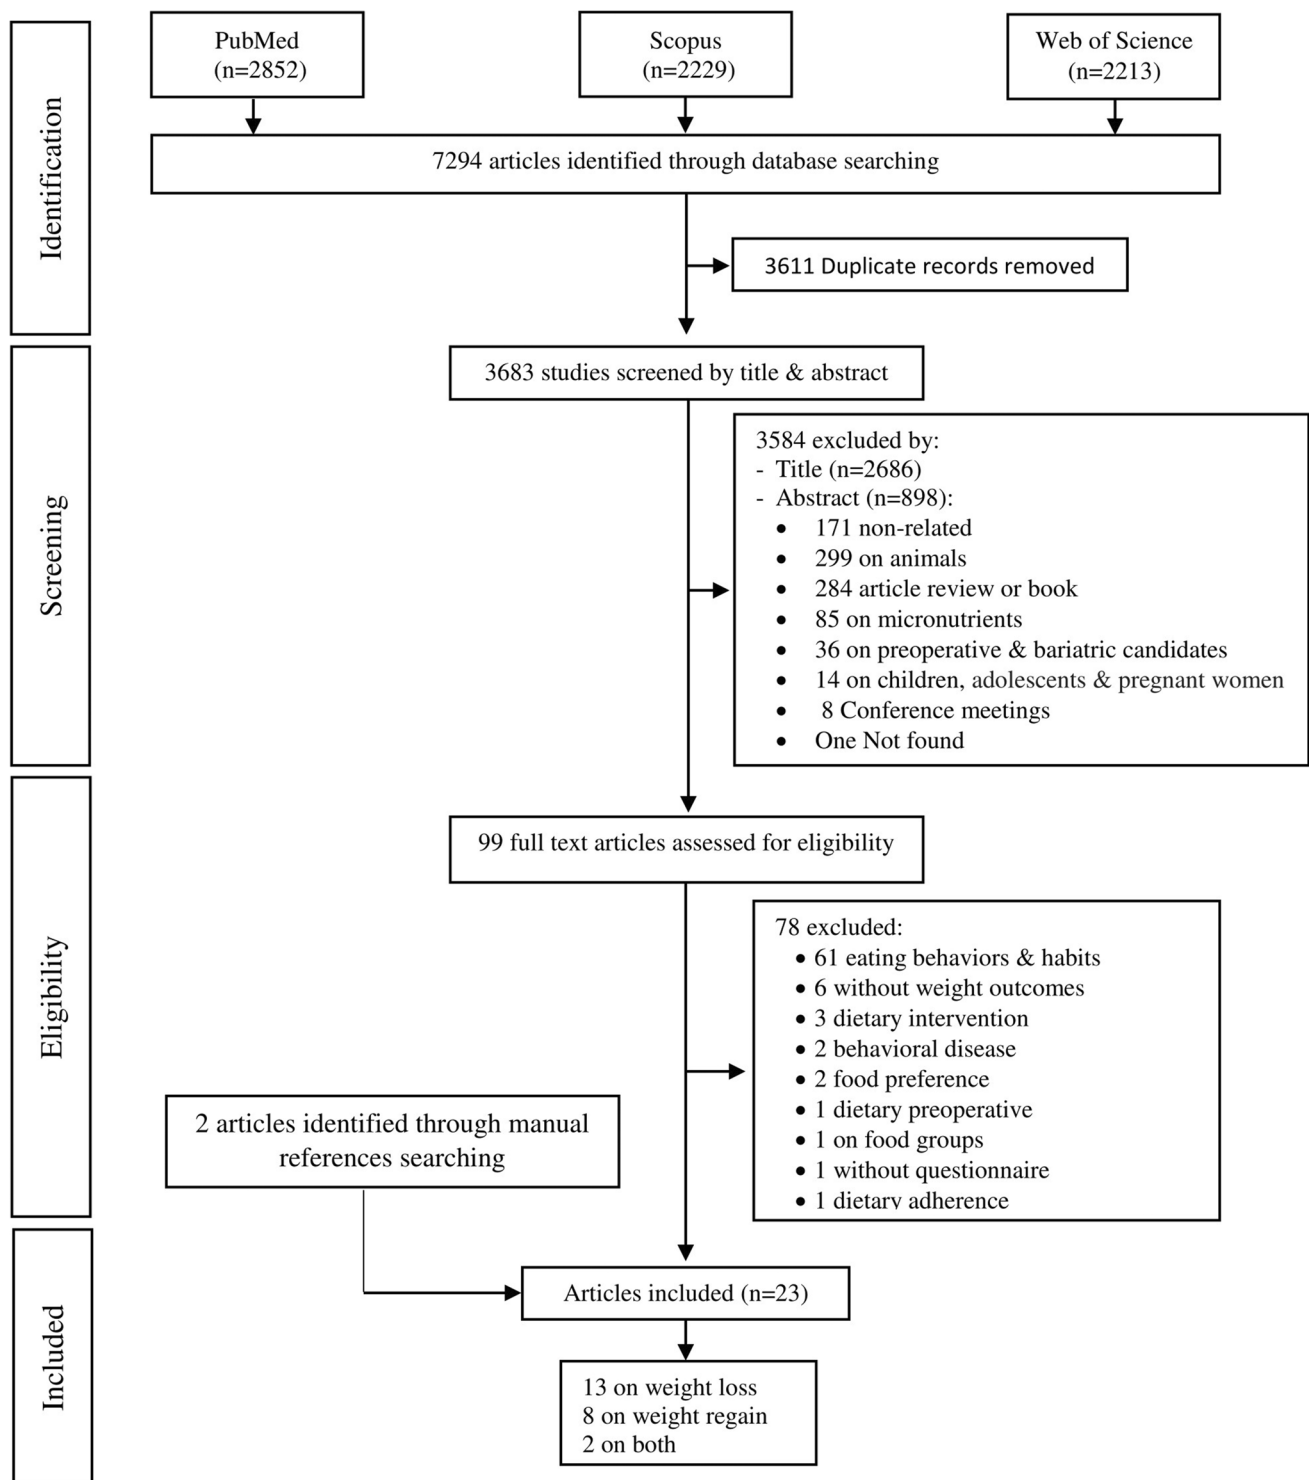 PubMed
(n=2852)
Scopus
(n=2229)
Web of Science
(n=2213)
Identification
7294 articles identified through database searching
3611 Duplicate records removed
Screening
3683 studies screened by title & abstract
3584 excluded by:
- Title (n=2686)
- Abstract (n=898):
• 171 non-related
• 299 on animals
• 284 article review or book
• 85 on micronutrients
• 36 on preoperative & bariatric candidates
• 14 on children, adolescents & pregnant women
• 8 Conference meetings
• One Not found
Eligibility
99 full text articles assessed for eligibility
78 excluded:
• 61 eating behaviors & habits
• 6 without weight outcomes
• 3 dietary intervention
• 2 behavioral disease
• 2 food preference
• 1 dietary preoperative
• 1 on food groups
• 1 without questionnaire
• 1 dietary adherence
2 articles identified through manual
references searching
Included
Articles included (n=23)
13 on weight loss
8 on weight regain
2 on both